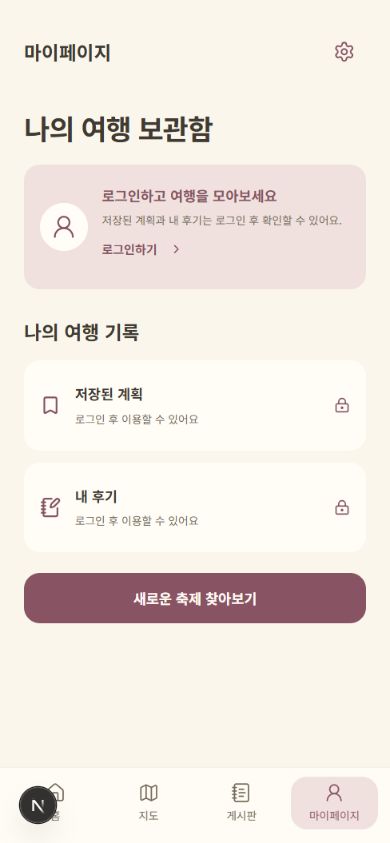 마이페이지
나의 여행 보관함
로그인하고 여행을 모아보세요
저장된 계획과 내 후기는 로그인 후 확인할 수 있어요.
로그인하기
나의 여행 기록
저장된 계획
로그인 후 이용할 수 있어요
내 후기
로그인 후 이용할 수 있어요
새로운 축제 찾아보기
N
홈
지도
게시판
마이페이지